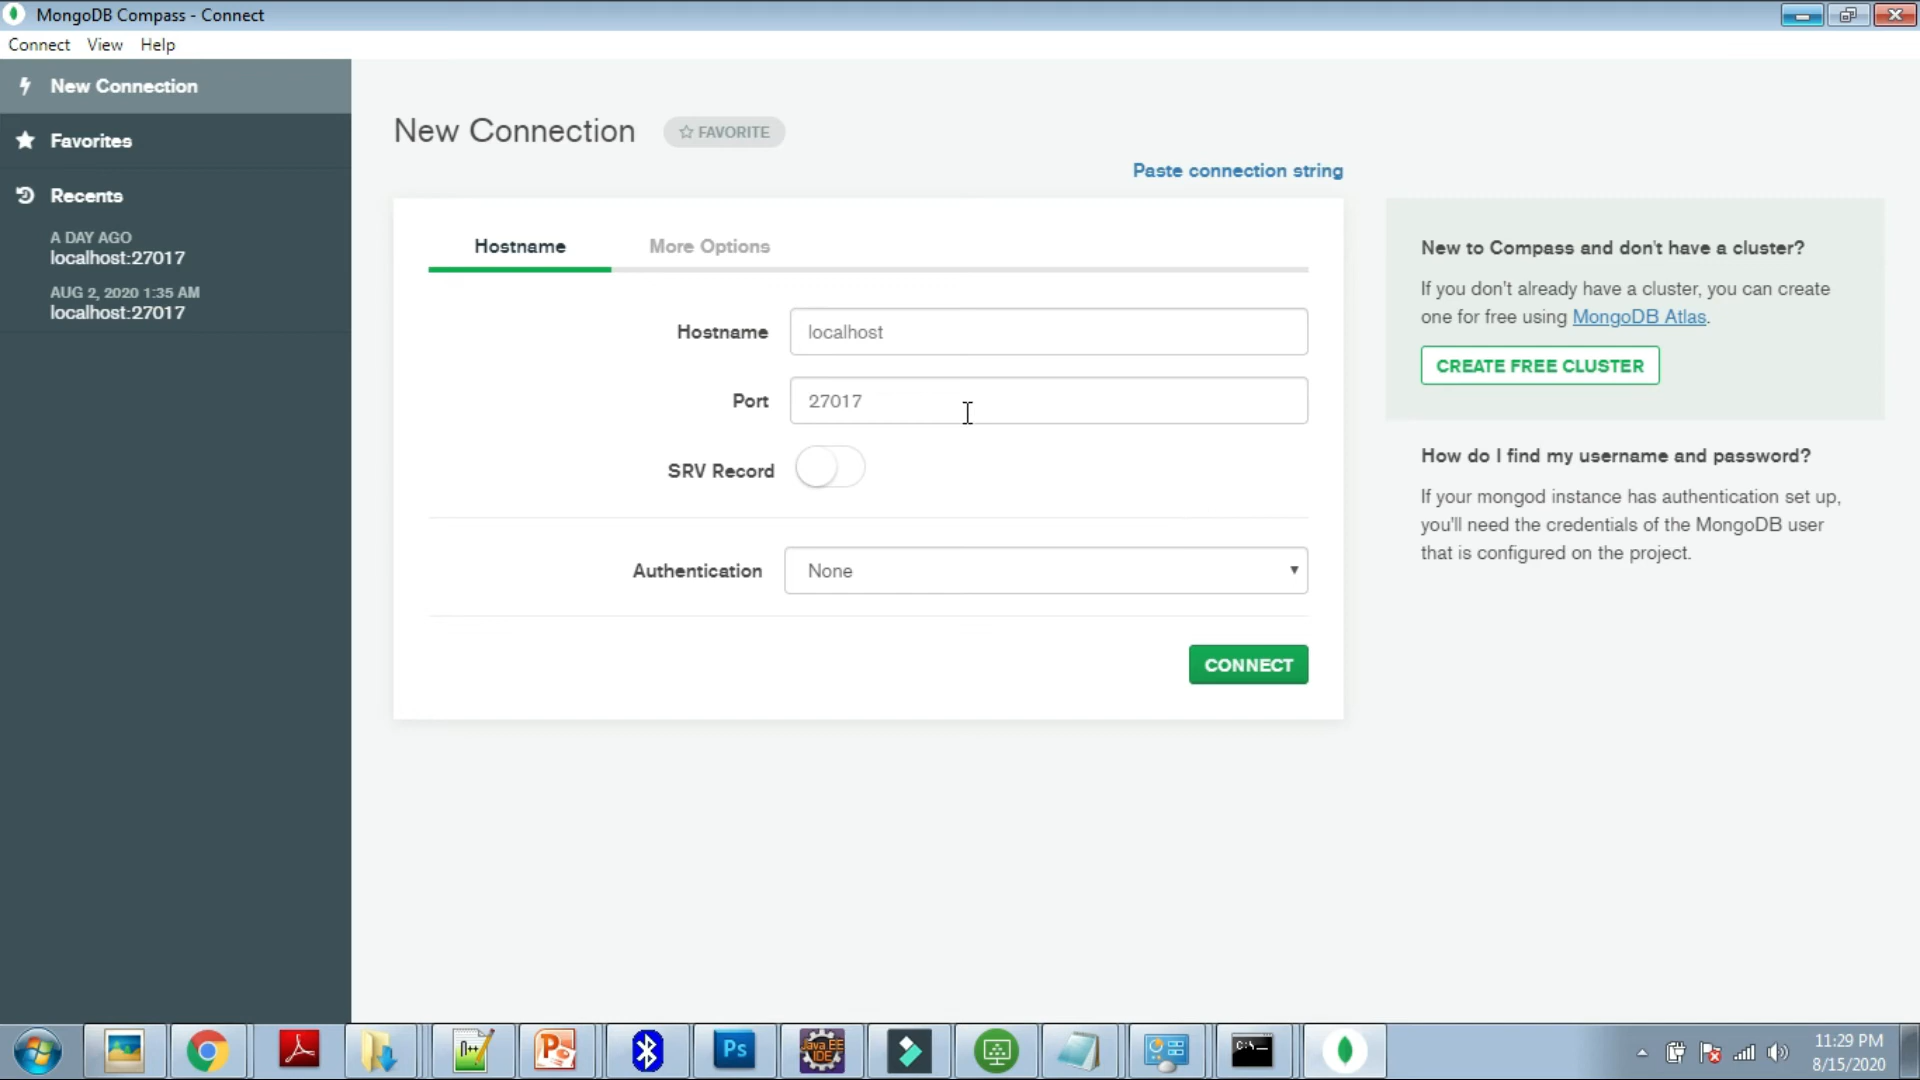 MongoDB Compass - Connect
Connect View Help
New Connection
Favorites
Recents
A DAY AGO
localhost:27017
AUG 2, 2020 1:35 AM
localhost:27017
New Connection
FAVORITE
Paste connection string
Hostname More Options
Hostname localhost
Port 27017
SRV Record
Authentication None
CONNECT
New to Compass and don't have a cluster?
If you don't already have a cluster, you can create
one for free using MongoDB Atlas.
CREATE FREE CLUSTER
How do I find my username and password?
If your mongod instance has authentication set up,
you'll need the credentials of the MongoDB user
that is configured on the project.
Ps
Java EE
IDE
C:\
11:29 PM
8/15/2020